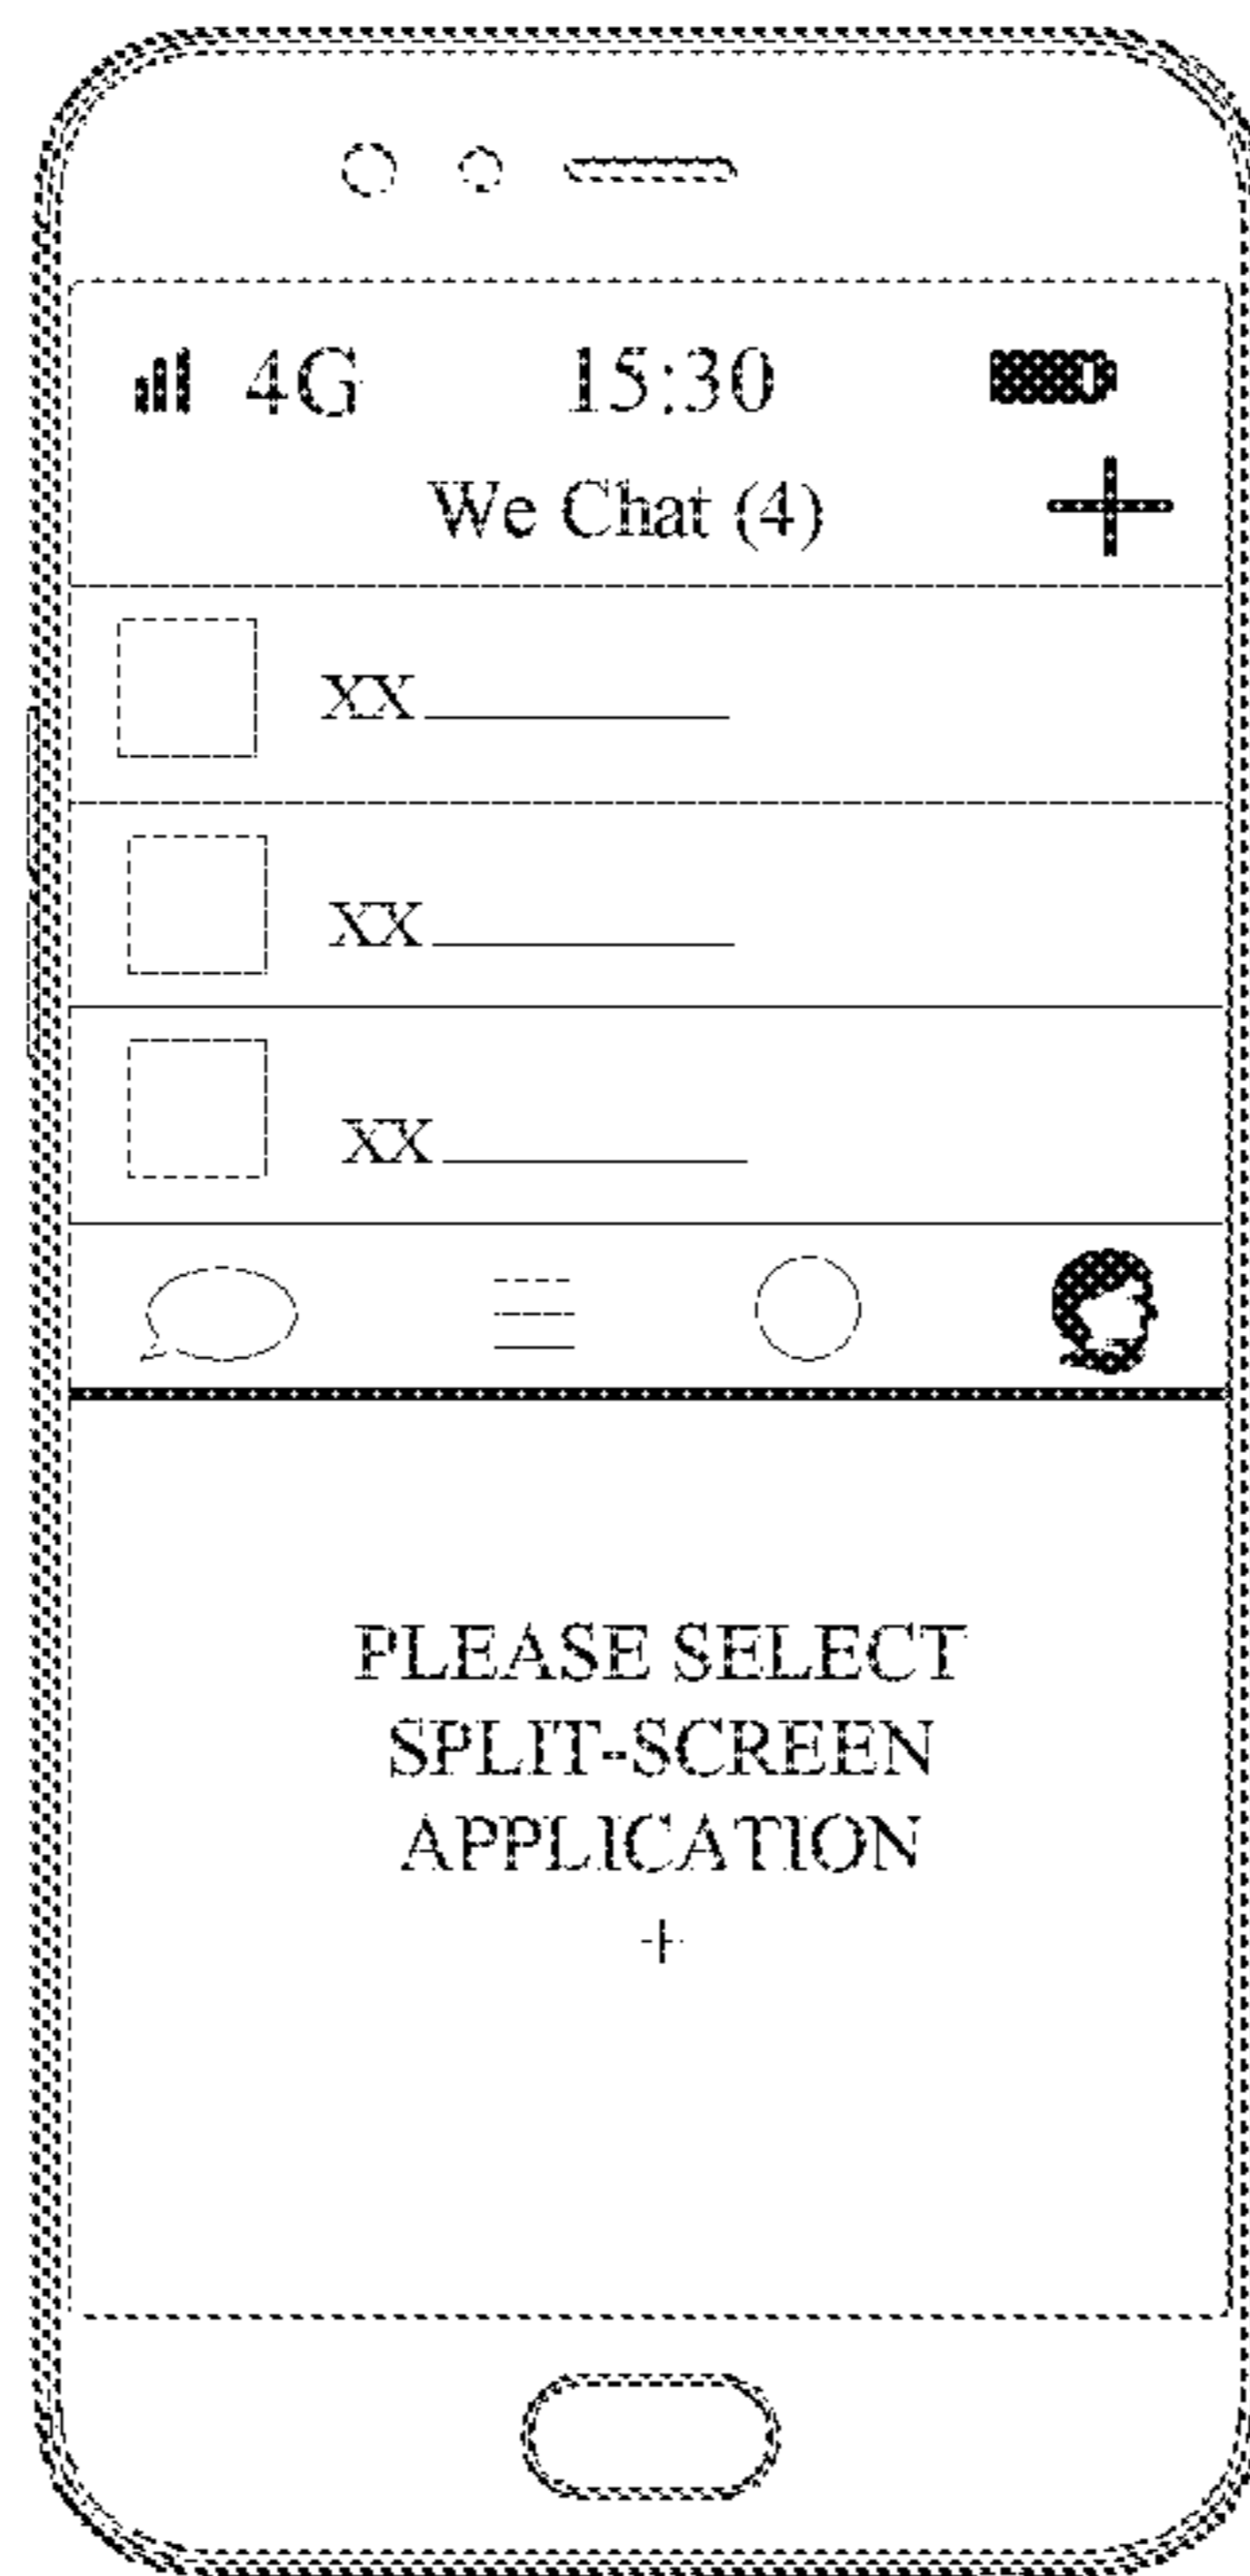 4G 15:30
We Chat (4)
XX
XX
XX
PLEASE SELECT
SPLIT-SCREEN
APPLICATION
+